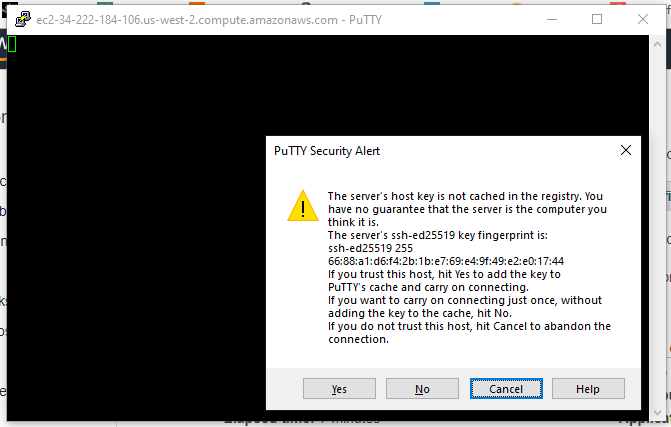 ec2-34-222-184-106.us-west-2.compute.amazonaws.com - PuTTY
PuTTY Security Alert
The server's host key is not cached in the registry. You
have no guarantee that the server is the computer you
think it is.
The server's ssh-ed25519 key fingerprint is:
ssh-ed25519 255
66:88:a1:d6:f4:2b:1b:e7:69:e4:9f:49:e2:e0:17:44
If you trust this host, hit Yes to add the key to
PuTTY's cache and carry on connecting.
If you want to carry on connecting just once, without
adding the key to the cache, hit No.
If you do not trust this host, hit Cancel to abandon the
connection.
Yes No Cancel Help